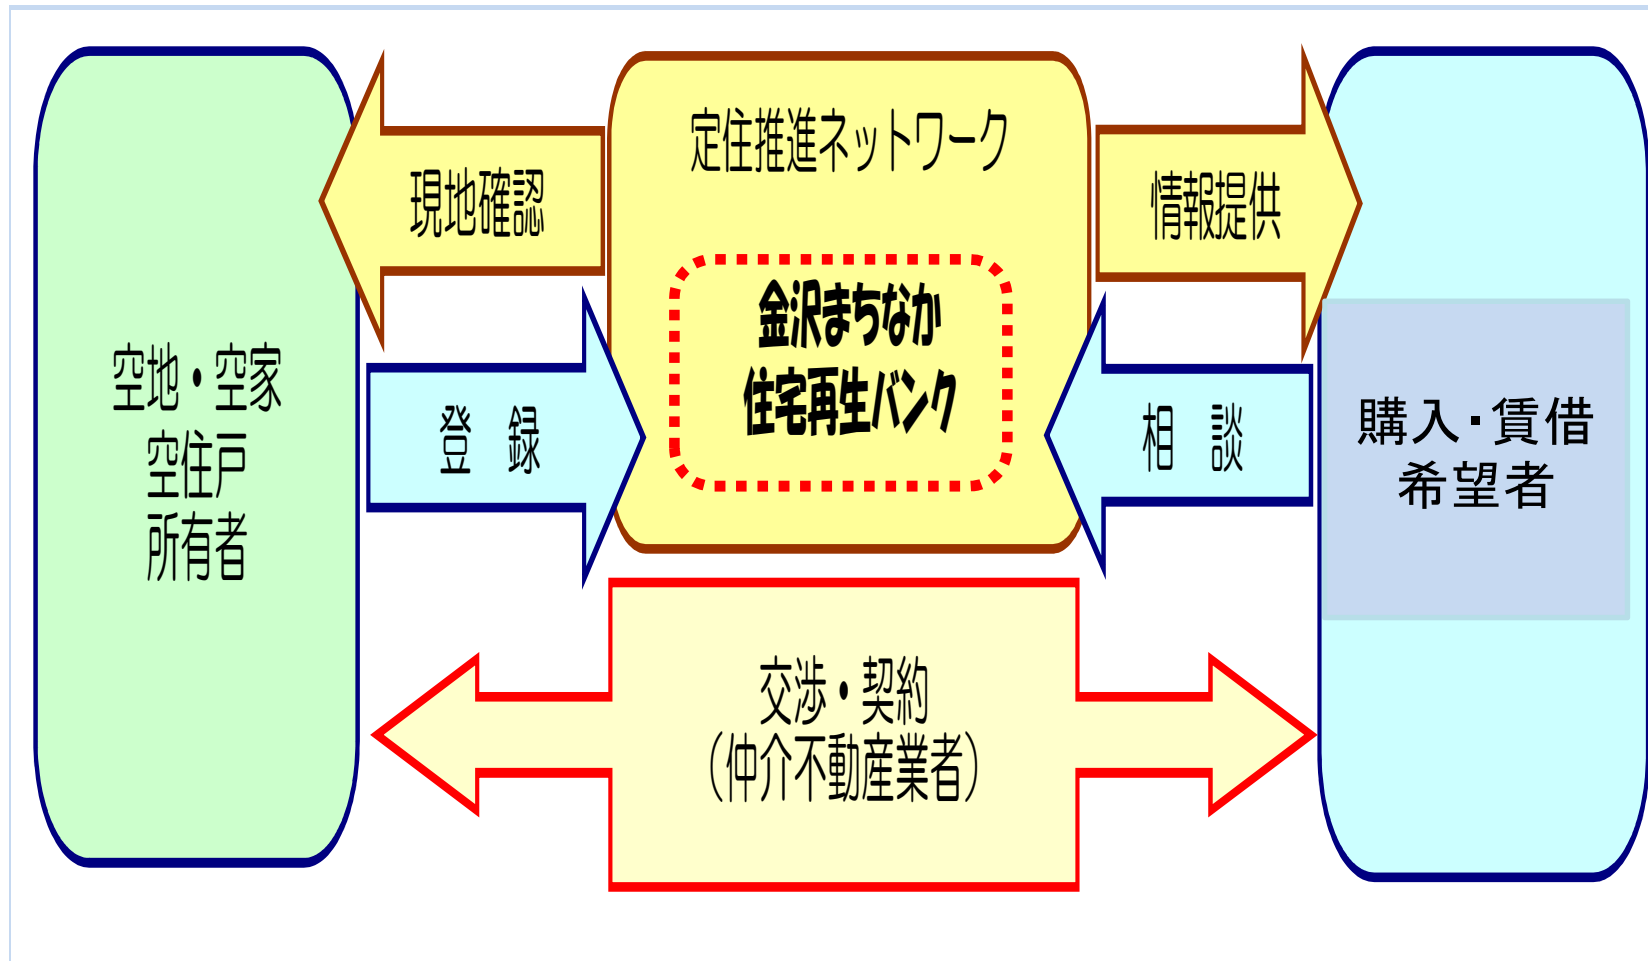 定住推進ネットワーク
現地確認
情報提供
金沢まちなか
住宅再生バンク
空地・空家
空住戸
所有者
登　録
相　談
購入・賃借
希望者
交渉・契約
（仲介不動産業者）